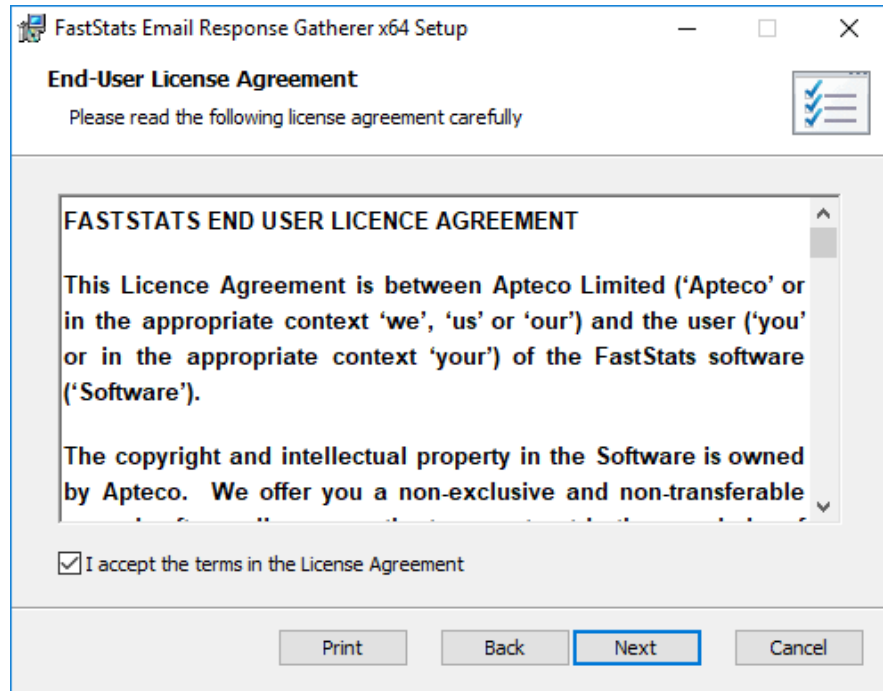 FastStats Email Response Gatherer x64 Setup
End-User License Agreement
Please read the following license agreement carefully
FASTSTATS END USER LICENCE AGREEMENT
This Licence Agreement is between Apteco Limited (‘Apteco’ or
in the appropriate context ‘we’, ‘us’ or ‘our’) and the user (‘you’
or in the appropriate context ‘your’) of the FastStats software
(‘Software’).
The copyright and intellectual property in the Software is owned
by Apteco. We offer you a non-exclusive and non-transferable
I accept the terms in the License Agreement
Print Back Next Cancel